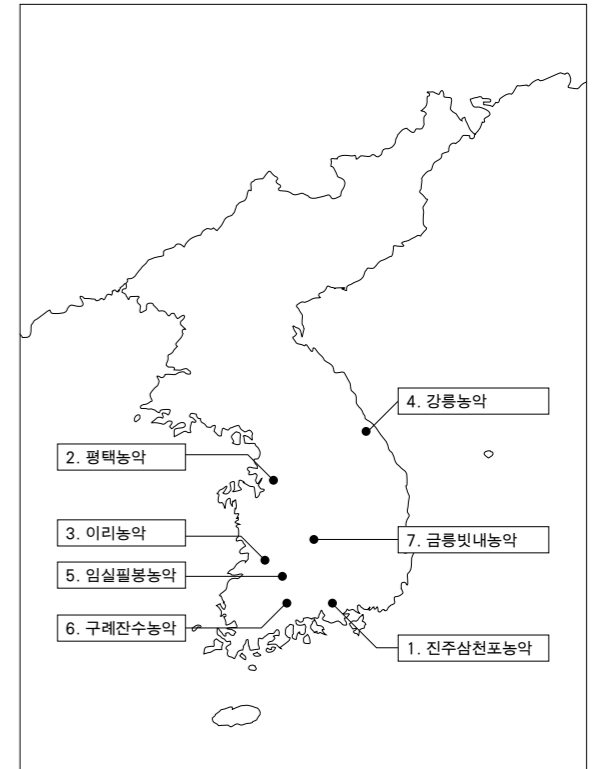 4. 강릉농악
2. 평택농악
3. 이리농악
7. 금릉빗내농악
5. 임실필봉농악
6. 구례잔수농악
1. 진주삼천포농악